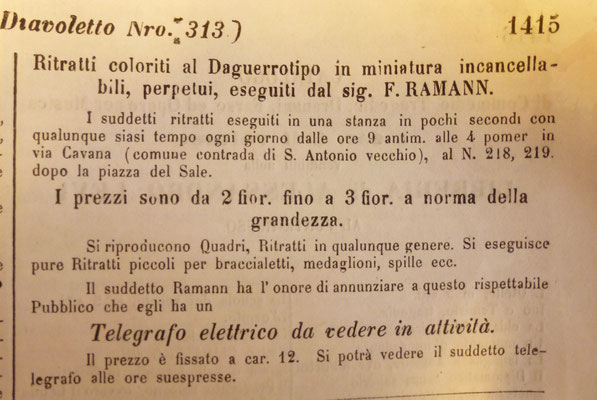 Diavoletto Nro. 313)
1415
Ritratti coloriti al Daguerrotipo in miniatura incancella-
bili, perpetui, eseguiti dal sig. F. RAMANN.
I suddetti ritratti eseguiti in una stanza in pochi secondi con
qualunque siasi tempo ogni giorno dalle ore 9 antim. alle 4 pomer in
via Cavana (comune contrada di S. Antonio vecchio), al N. 218, 219.
dopo la piazza del Sale.
I prezzi sono da 2 fior. fino a 3 fior. a norma della
grandezza.
Si riproducono Quadri, Ritratti in qualunque genere. Si eseguisce
pure Ritratti piccoli per braccialetti, medaglioni, spille ecc.
Il suddetto Ramann ha l'onore di annunziare a questo rispettabile
Pubblico che egli ha un
Telegrafo elettrico da vedere in attività.
Il prezzo è fissato a car. 12. Si potrà vedere il suddetto tele-
legrafo alle ore suespresse.